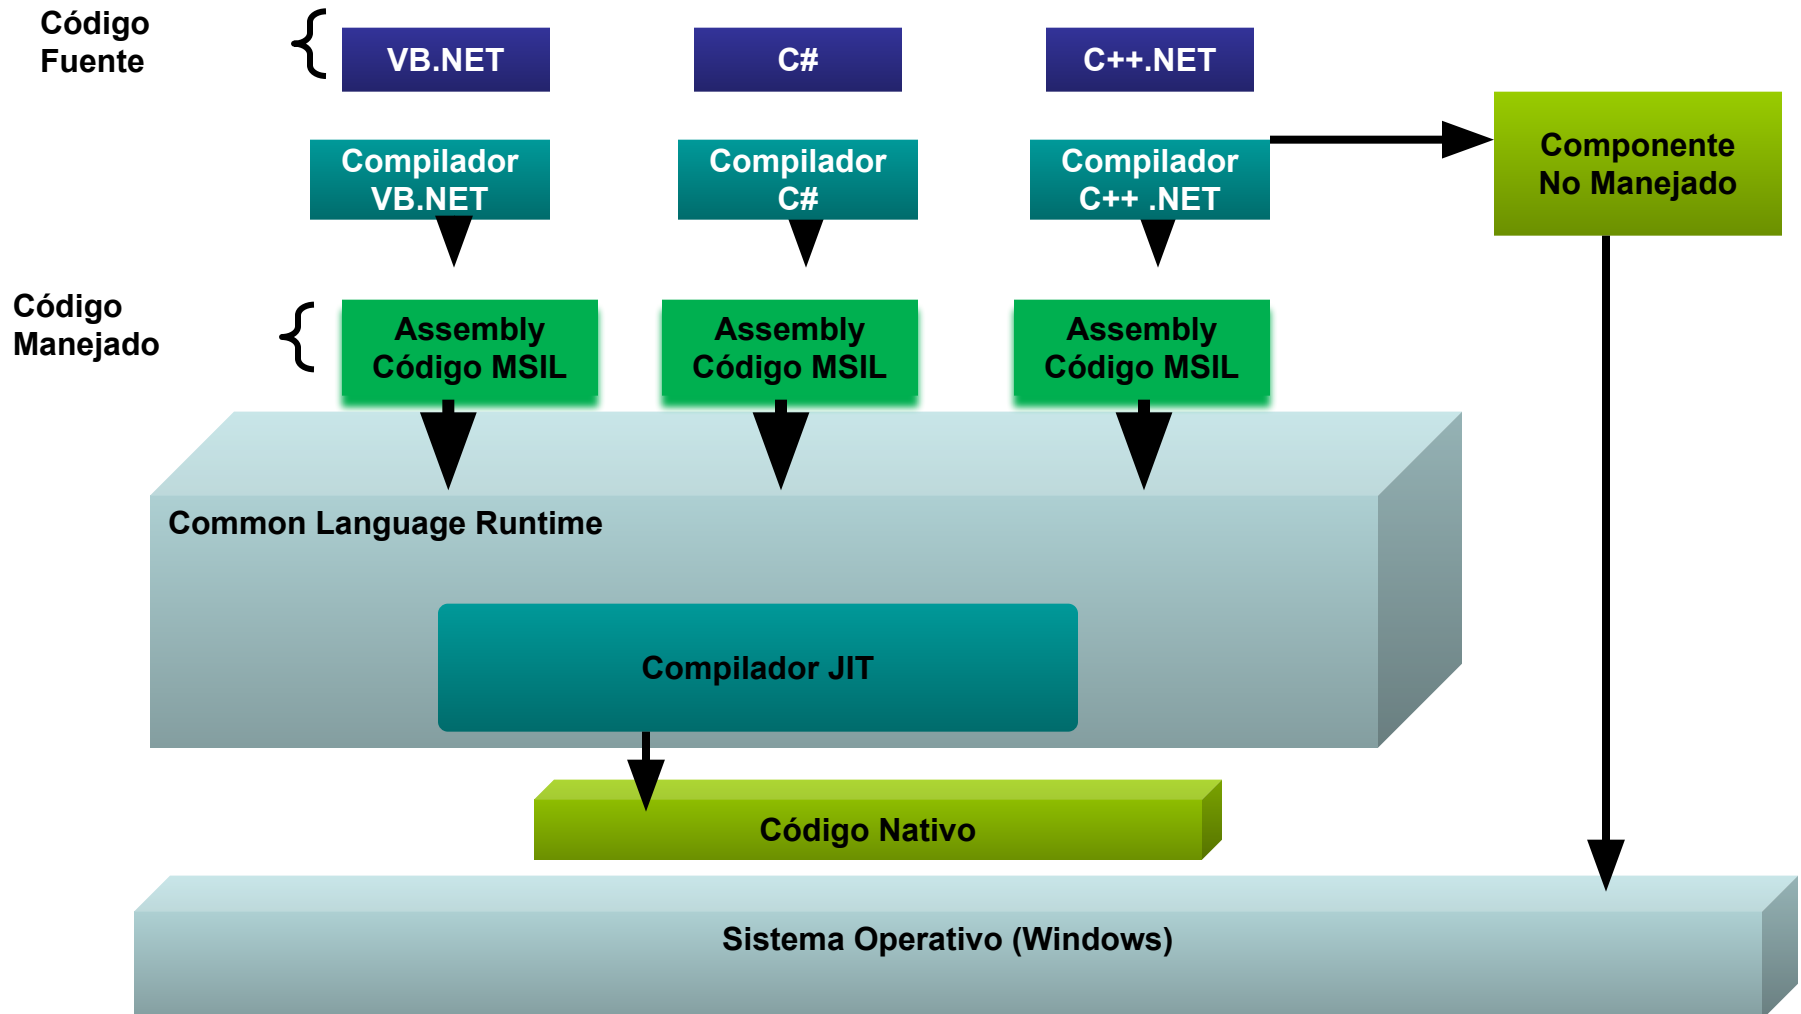 Código
Fuente
VB.NET
C#
C++.NET
Compilador
VB.NET
Compilador
C#
Compilador
C++ .NET
Componente
No Manejado
Código
Manejado
Assembly
Código MSIL
Assembly
Código MSIL
Assembly
Código MSIL
Common Language Runtime
Compilador JIT
Código Nativo
Sistema Operativo (Windows)